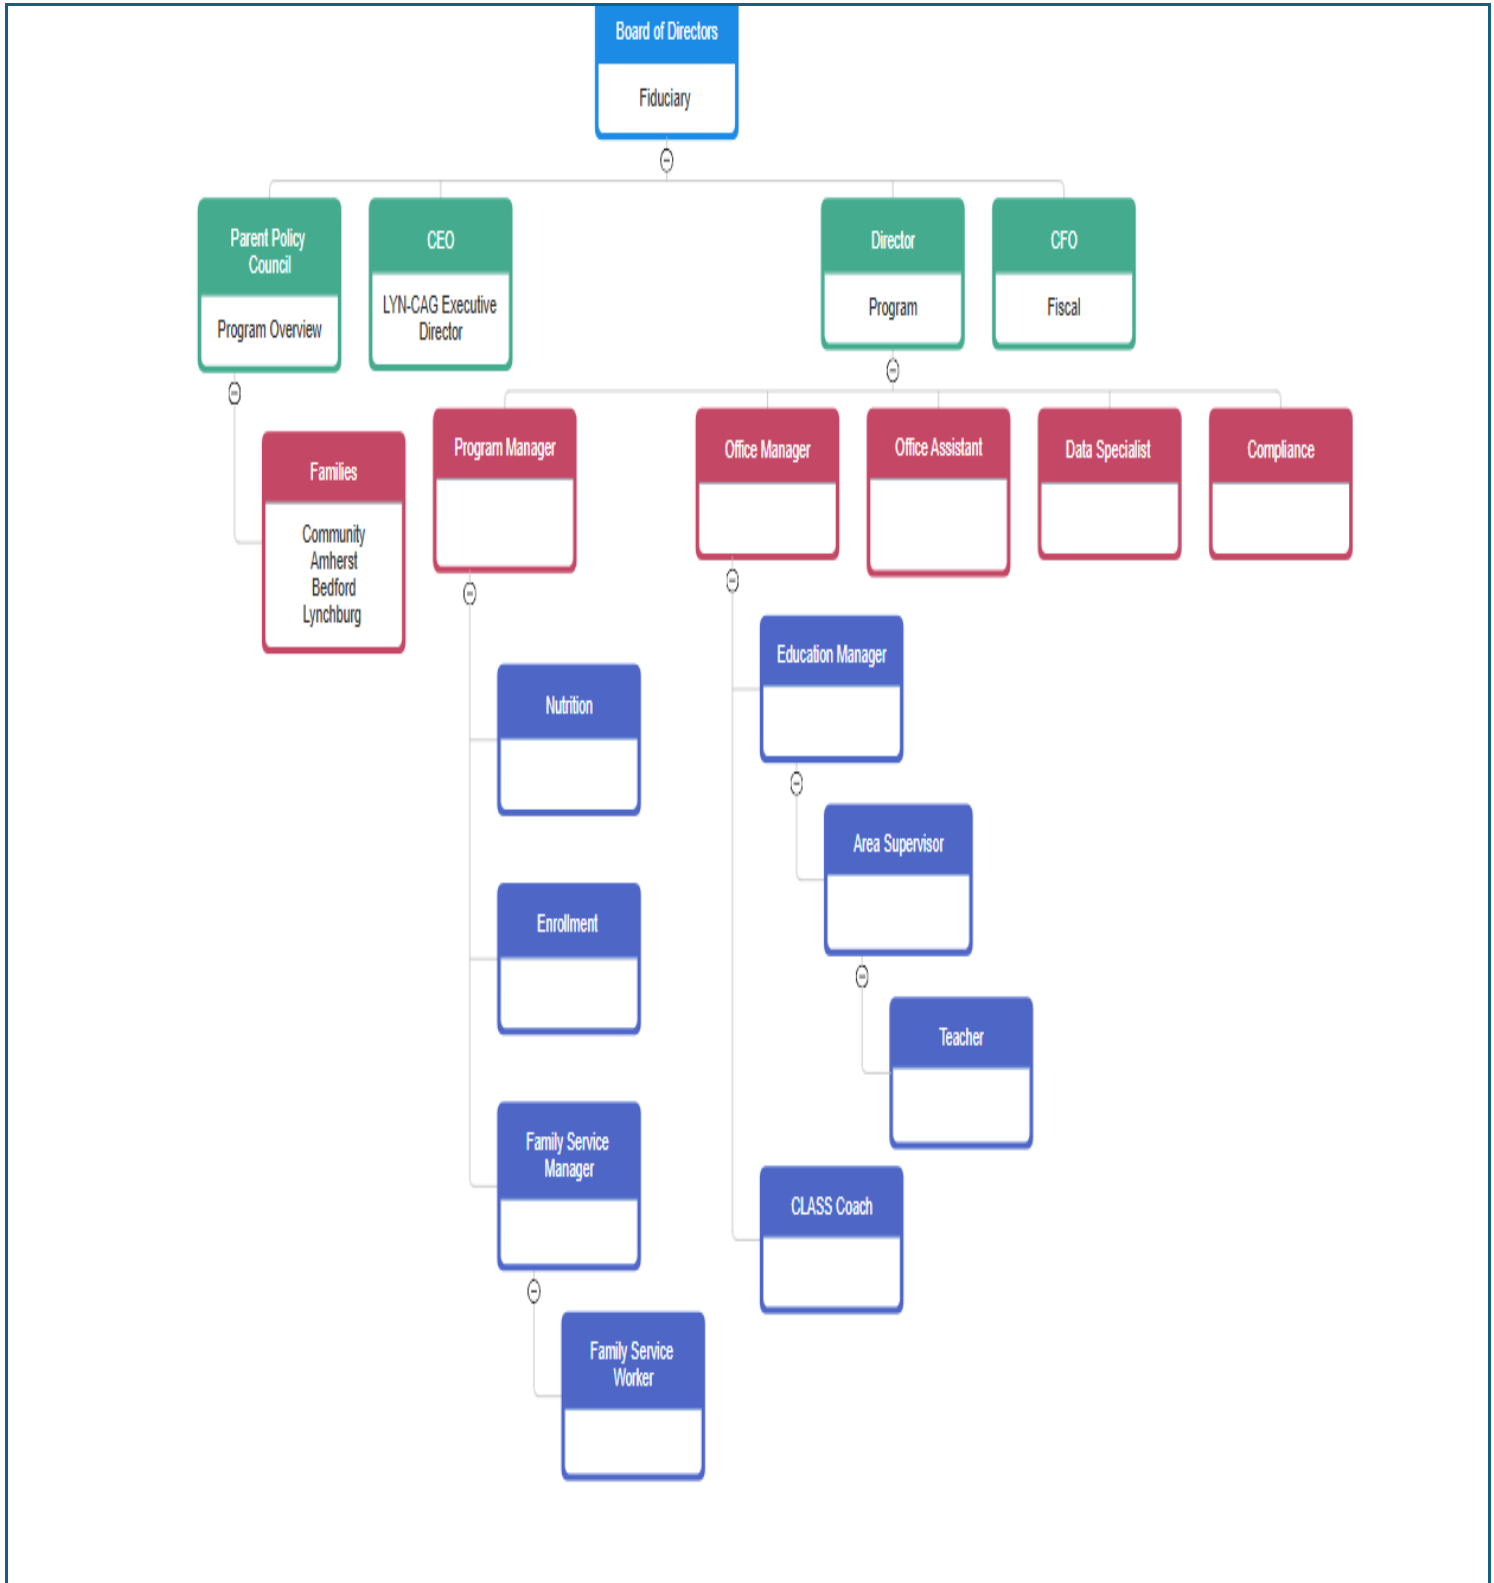 Board of Directors
Fiduciary
Parent Policy
Council
Program Overview
CEO
LYN-CAG Executive
Director
Director
Program
CFO
Fiscal
Families
Community
Amherst
Bedford
Lynchburg
Program Manager
Office Manager
Office Assistant
Data Specialist
Compliance
Nutrition
Enrollment
Family Service
Manager
Family Service
Worker
Education Manager
Area Supervisor
Teacher
CLASS Coach